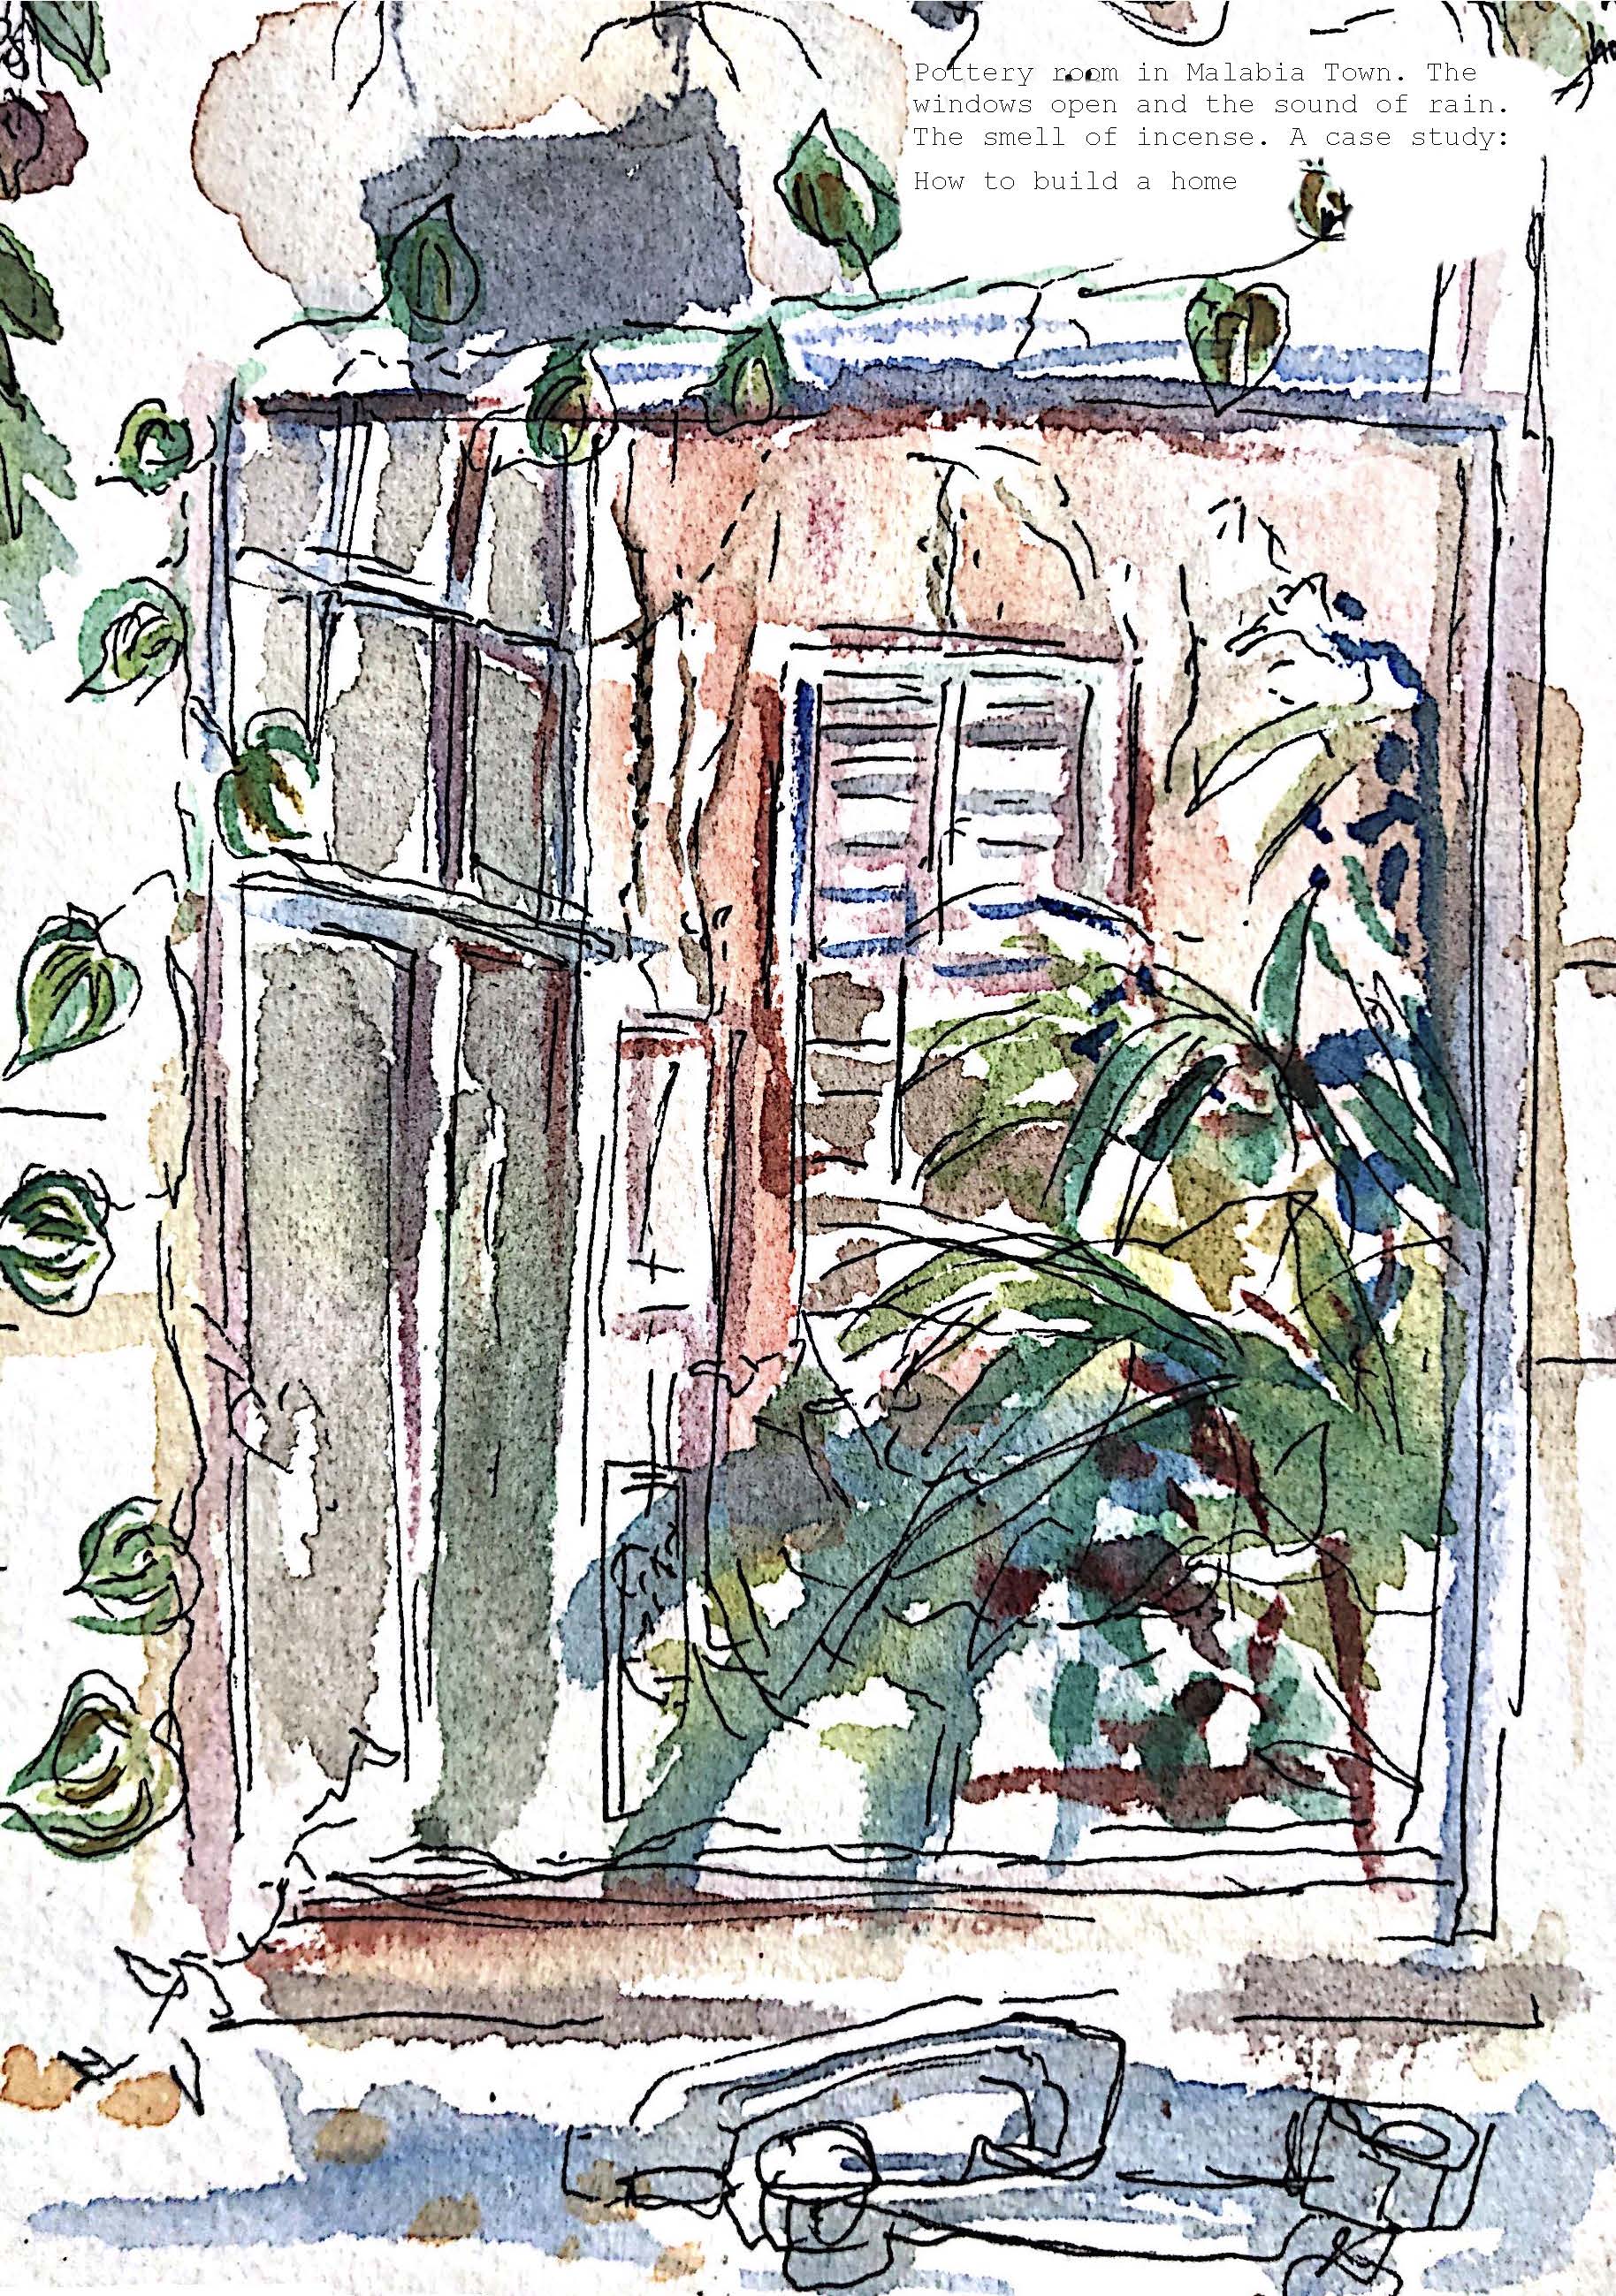 Pottery room in Malabia Town. The
windows open and the sound of rain.
The smell of incense. A case study:
How to build a home